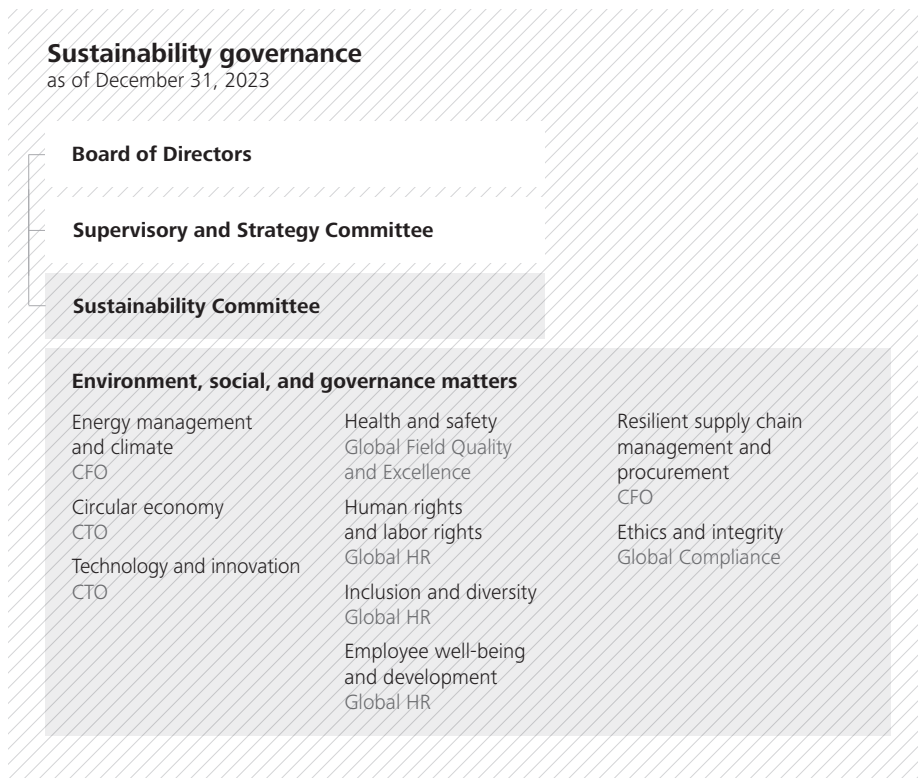 Sustainability governance
as of December 31, 2023
Board of Directors
Supervisory and Strategy Committee
Sustainability Committee
Environment, social, and governance matters
Energy management
and climate
CFO
Circular economy
CTO
Technology and innovation
CTO
Health and safety
Global Field Quality
and Excellence
Human rights
and labor rights
Global HR
Inclusion and diversity
Global HR
Employee well-being
and development
Global HR
Resilient supply chain
management and
procurement
CFO
Ethics and integrity
Global Compliance